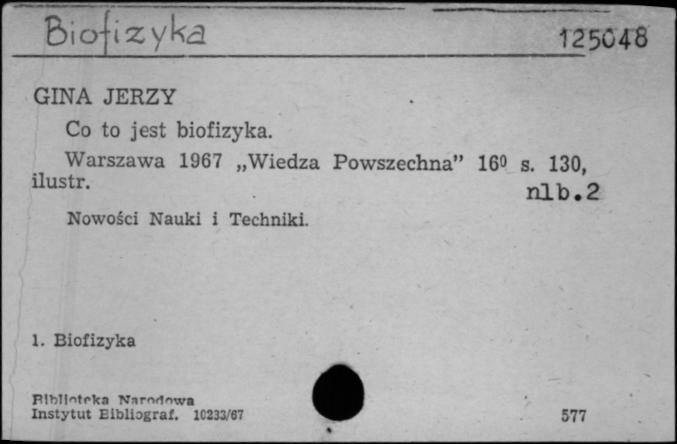 Biofizyka
125048
GINA JERZY
Co to jest biofizyka.
Warszawa 1967 „Wiedza Powszechna” 16⁰ s. 130,
ilustr.
nlb.2
Nowości Nauki i Techniki.
1. Biofizyka
Biblioteka Narodowa
Instytut Bibliograf. 10233/67
577